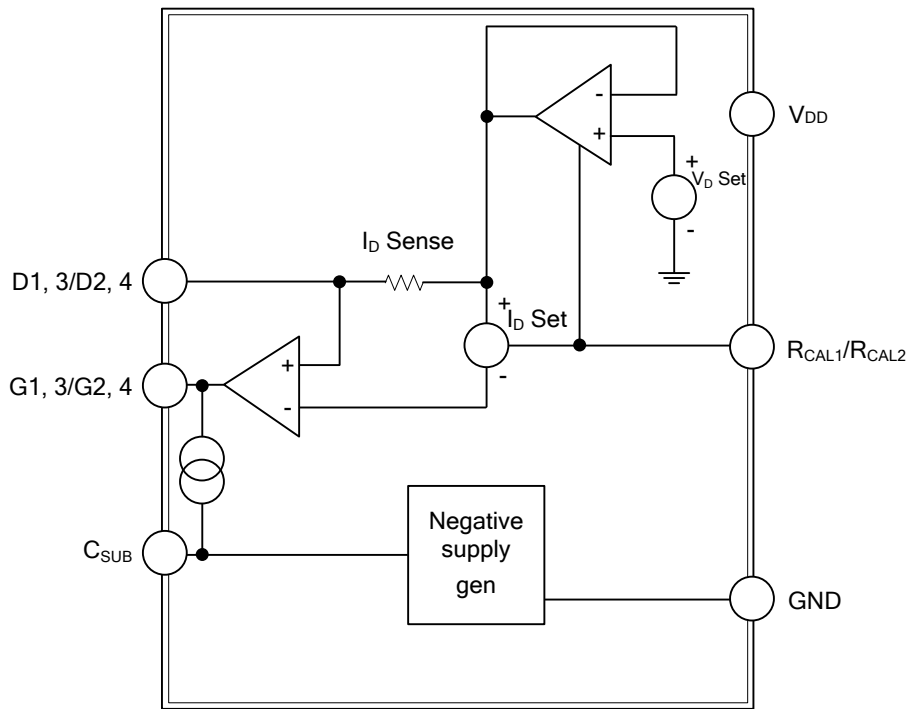 -
+
VDD
+
VD Set
-
ID Sense
D1, 3/D2, 4
+
ID Set
-
RCAL1/RCAL2
+
-
G1, 3/G2, 4
Negative
supply
gen
CSUB
GND